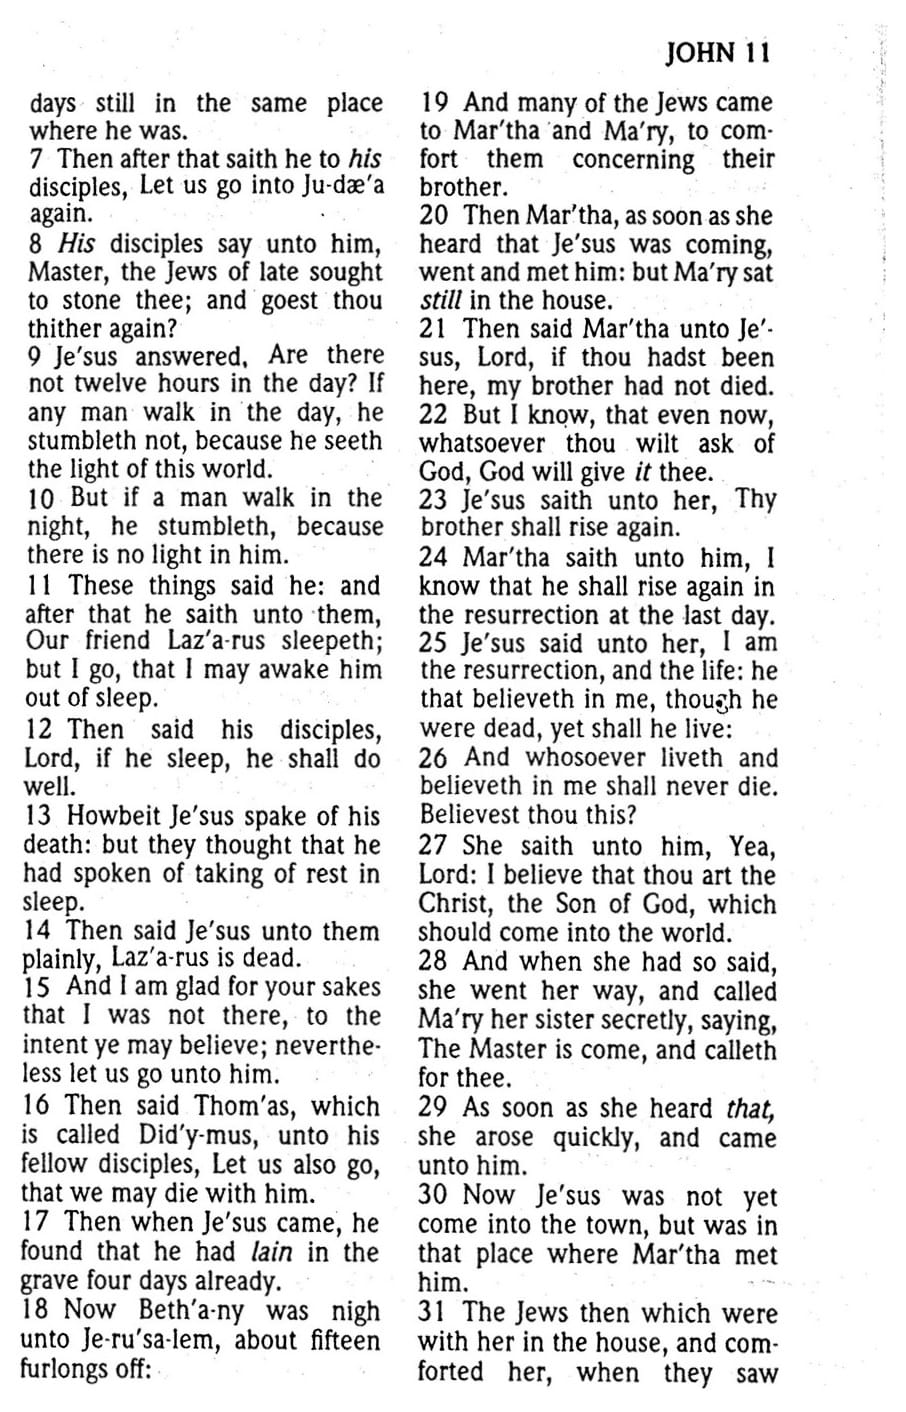 JOHN 11
days still in the same place
where he was.
7 Then after that saith he to his
disciples, Let us go into Ju-dæ'a
again.
8 His disciples say unto him,
Master, the Jews of late sought
to stone thee; and goest thou
thither again?
9 Je'sus answered, Are there
not twelve hours in the day? If
any man walk in the day, he
stumbleth not, because he seeth
the light of this world.
10 But if a man walk in the
night, he stumbleth, because
there is no light in him.
11 These things said he: and
after that he saith unto them,
Our friend Laz'a-rus sleepeth;
but I go, that I may awake him
out of sleep.
12 Then said his disciples,
Lord, if he sleep, he shall do
well.
13 Howbeit Je'sus spake of his
death: but they thought that he
had spoken of taking of rest in
sleep.
14 Then said Je'sus unto them
plainly, Laz'a-rus is dead.
15 And I am glad for your sakes
that I was not there, to the
intent ye may believe; neverthe-
less let us go unto him.
16 Then said Thom'as, which
is called Did'y-mus, unto his
fellow disciples, Let us also go,
that we may die with him.
17 Then when Je'sus came, he
found that he had lain in the
grave four days already.
18 Now Beth'a-ny was nigh
unto Je-ru'sa-lem, about fifteen
furlongs off:
19 And many of the Jews came
to Mar'tha and Ma'ry, to com-
fort them concerning their
brother.
20 Then Mar'tha, as soon as she
heard that Je'sus was coming,
went and met him: but Ma'ry sat
still in the house.
21 Then said Mar'tha unto Je'-
sus, Lord, if thou hadst been
here, my brother had not died.
22 But I know, that even now,
whatsoever thou wilt ask of
God, God will give it thee.
23 Je'sus saith unto her, Thy
brother shall rise again.
24 Mar'tha saith unto him, I
know that he shall rise again in
the resurrection at the last day.
25 Je'sus said unto her, I am
the resurrection, and the life: he
that believeth in me, though he
were dead, yet shall he live:
26 And whosoever liveth and
believeth in me shall never die.
Believest thou this?
27 She saith unto him, Yea,
Lord: I believe that thou art the
Christ, the Son of God, which
should come into the world.
28 And when she had so said,
she went her way, and called
Ma'ry her sister secretly, saying,
The Master is come, and calleth
for thee.
29 As soon as she heard that,
she arose quickly, and came
unto him.
30 Now Je'sus was not yet
come into the town, but was in
that place where Mar'tha met
him.
31 The Jews then which were
with her in the house, and com-
forted her, when they saw